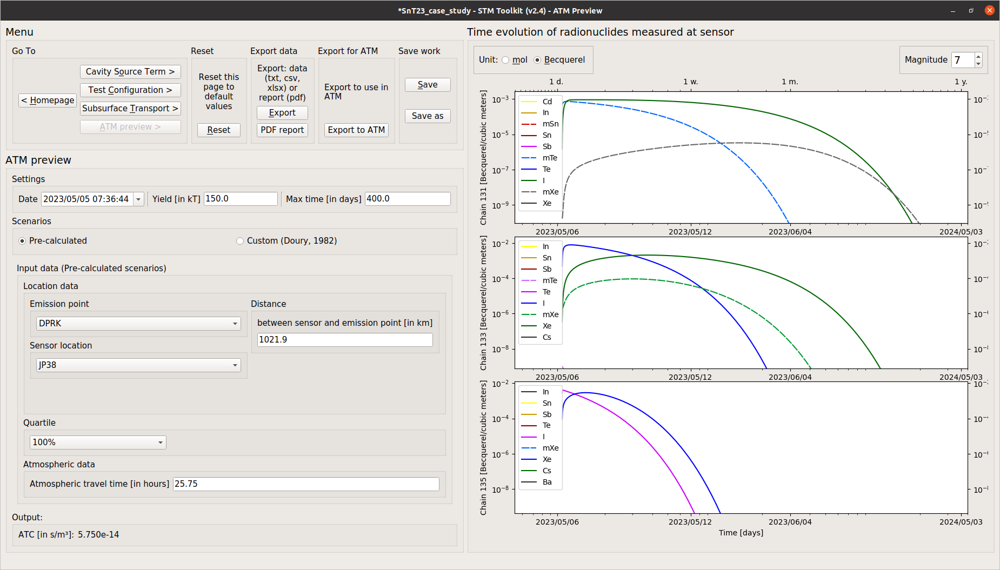 *SnT23_case_study - STM Toolkit (v2.4) - ATM Preview
Menu
Go To
< Homepage
Cavity Source Term >
Test Configuration >
Subsurface Transport >
ATM preview >
Reset
Reset this
page to
default
values
Reset
Export data
Export: data
(txt, csv,
xlsx) or
report (pdf)
Export
PDF report
Export for ATM
Export to use in
ATM
Export to ATM
Save work
Save
Save as
ATM preview
Settings
Date 2023/05/05 07:36:44 Yield [in kT] 150.0 Max time [in days] 400.0
Scenarios
Pre-calculated Custom (Doury, 1982)
Input data (Pre-calculated scenarios)
Location data
Emission point
DPRK
Sensor location
JP38
Distance
between sensor and emission point [in km]
1021.9
Quartile
100%
Atmospheric data
Atmospheric travel time [in hours] 25.75
Output:
ATC [in s/m³]: 5.750e-14
Time evolution of radionuclides measured at sensor
Unit: mol Becquerel
Magnitude 7
1 d. 1 w. 1 m. 1 y.
Chain 131 [Becquerel/cubic meters]
10⁻³
10⁻⁵
10⁻⁷
10⁻⁹
Cd
In
mSn
Sn
Sb
mTe
Te
I
mXe
Xe
2023/05/06 2023/05/12 2023/06/04 2024/05/03
Chain 133 [Becquerel/cubic meters]
10⁻²
10⁻⁴
10⁻⁶
10⁻⁸
In
Sn
Sb
mTe
Te
I
mXe
Xe
Cs
2023/05/06 2023/05/12 2023/06/04 2024/05/03
Chain 135 [Becquerel/cubic meters]
10⁻²
10⁻⁴
10⁻⁶
10⁻⁸
In
Sn
Sb
Te
I
mXe
Xe
Cs
Ba
2023/05/06 2023/05/12 2023/06/04 2024/05/03
Time [days]